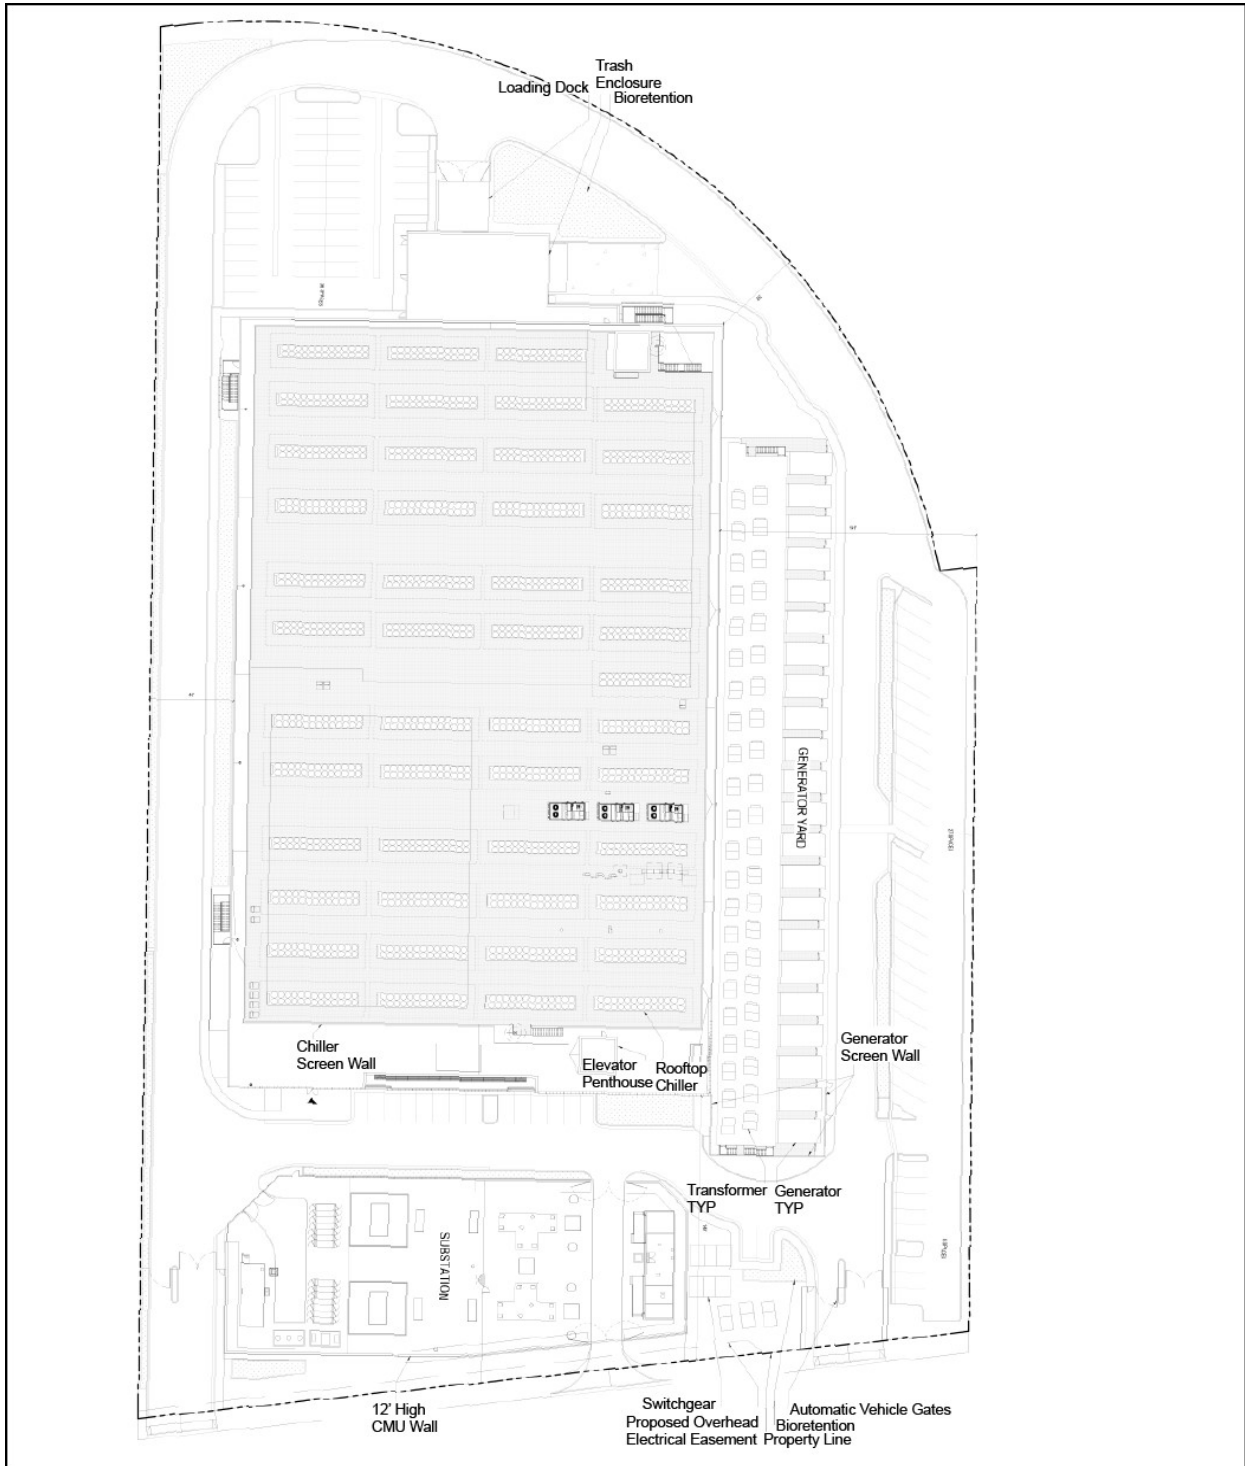 Trash
Enclosure
Loading Dock
Bioretention
GENERATOR YARD
Chiller
Screen Wall
Elevator
Penthouse
Rooftop
Chiller
Generator
Screen Wall
Transformer
TYP
Generator
TYP
SUBSTATION
12' High
CMU Wall
Switchgear
Proposed Overhead
Electrical Easement
Automatic Vehicle Gates
Bioretention
Property Line